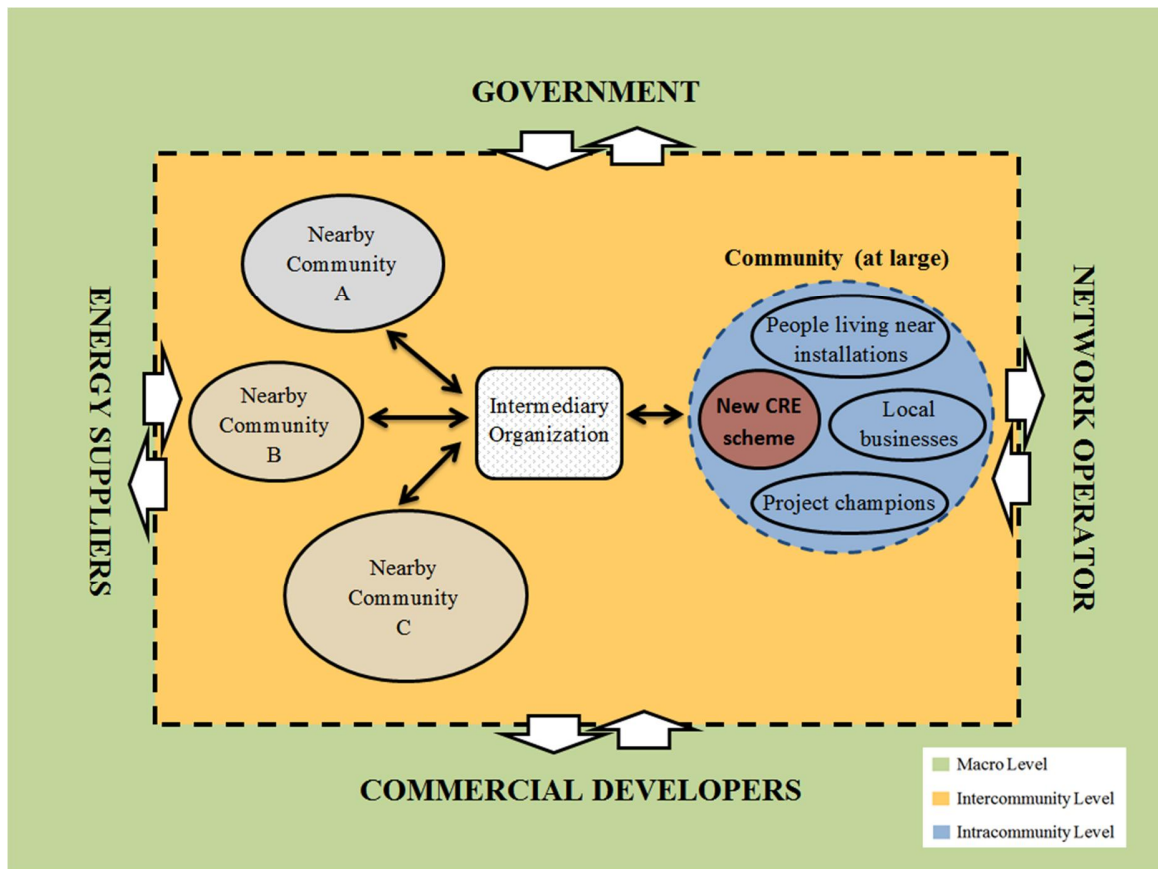 GOVERNMENT
Nearby
Community
A
Community (at large)
People living near
installations
ENERGY SUPPLIERS
NETWORK OPERATOR
Nearby
Community
B
Intermediary
Organization
New CRE
scheme
Local
businesses
Project champions
Nearby
Community
C
COMMERCIAL DEVELOPERS
Macro Level
Intercommunity Level
Intracommunity Level